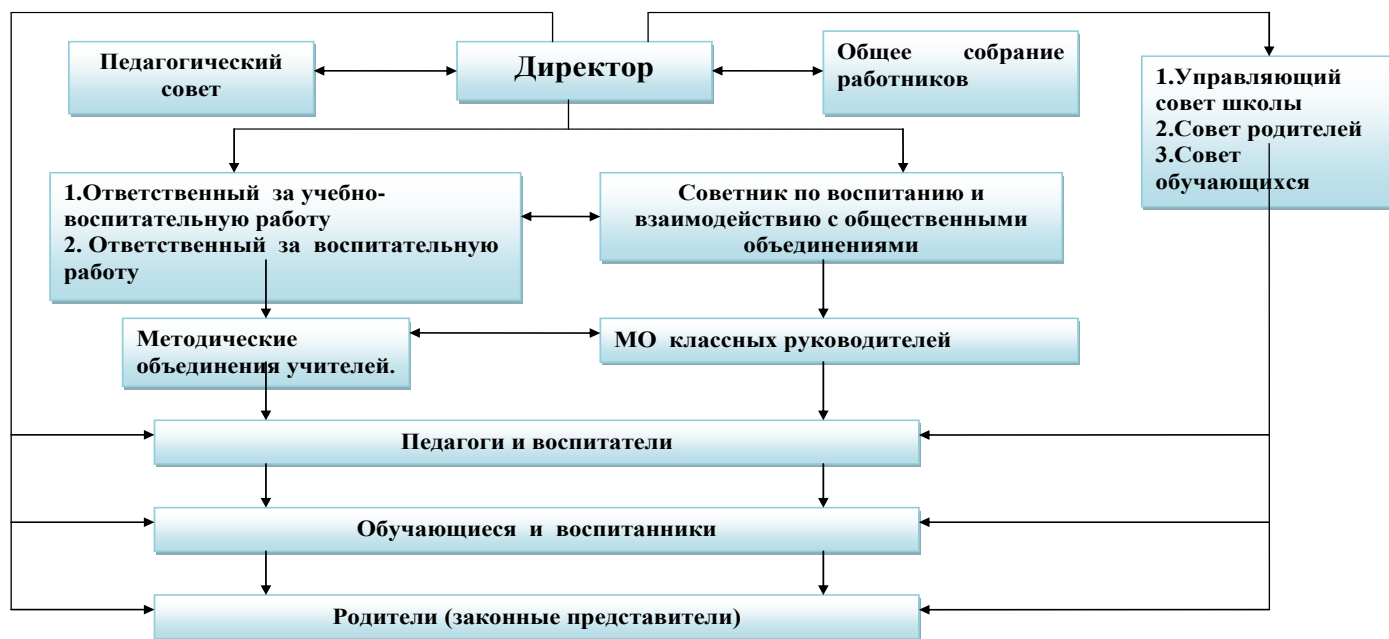 Педагогический
совет
Директор
Общее собрание
работников
1.Управляющий
совет школы
2.Совет родителей
3.Совет
обучающихся
1.Ответственный за учебно-
воспитательную работу
2. Ответственный за воспитательную
работу
Советник по воспитанию и
взаимодействию с общественными
объединениями
Методические
объединения учителей.
МО классных руководителей
Педагоги и воспитатели
Обучающиеся и воспитанники
Родители (законные представители)